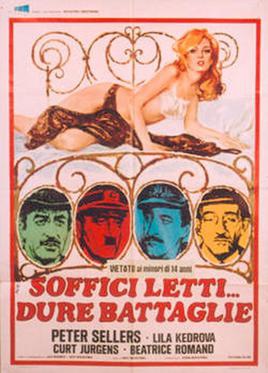 VIETATO ai minori di 14 anni
SOFFICI LETTI...
DURE BATTAGLIE
PETER SELLERS • LILA KEDROVA
CURT JURGENS • BEATRICE ROMAND